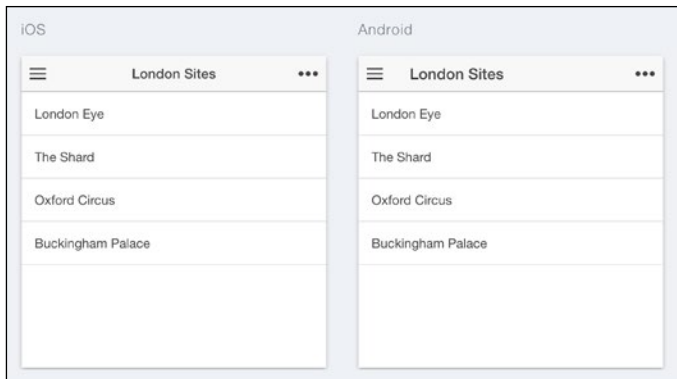 iOS
Android
London Sites
London Sites
London Eye
London Eye
The Shard
The Shard
Oxford Circus
Oxford Circus
Buckingham Palace
Buckingham Palace